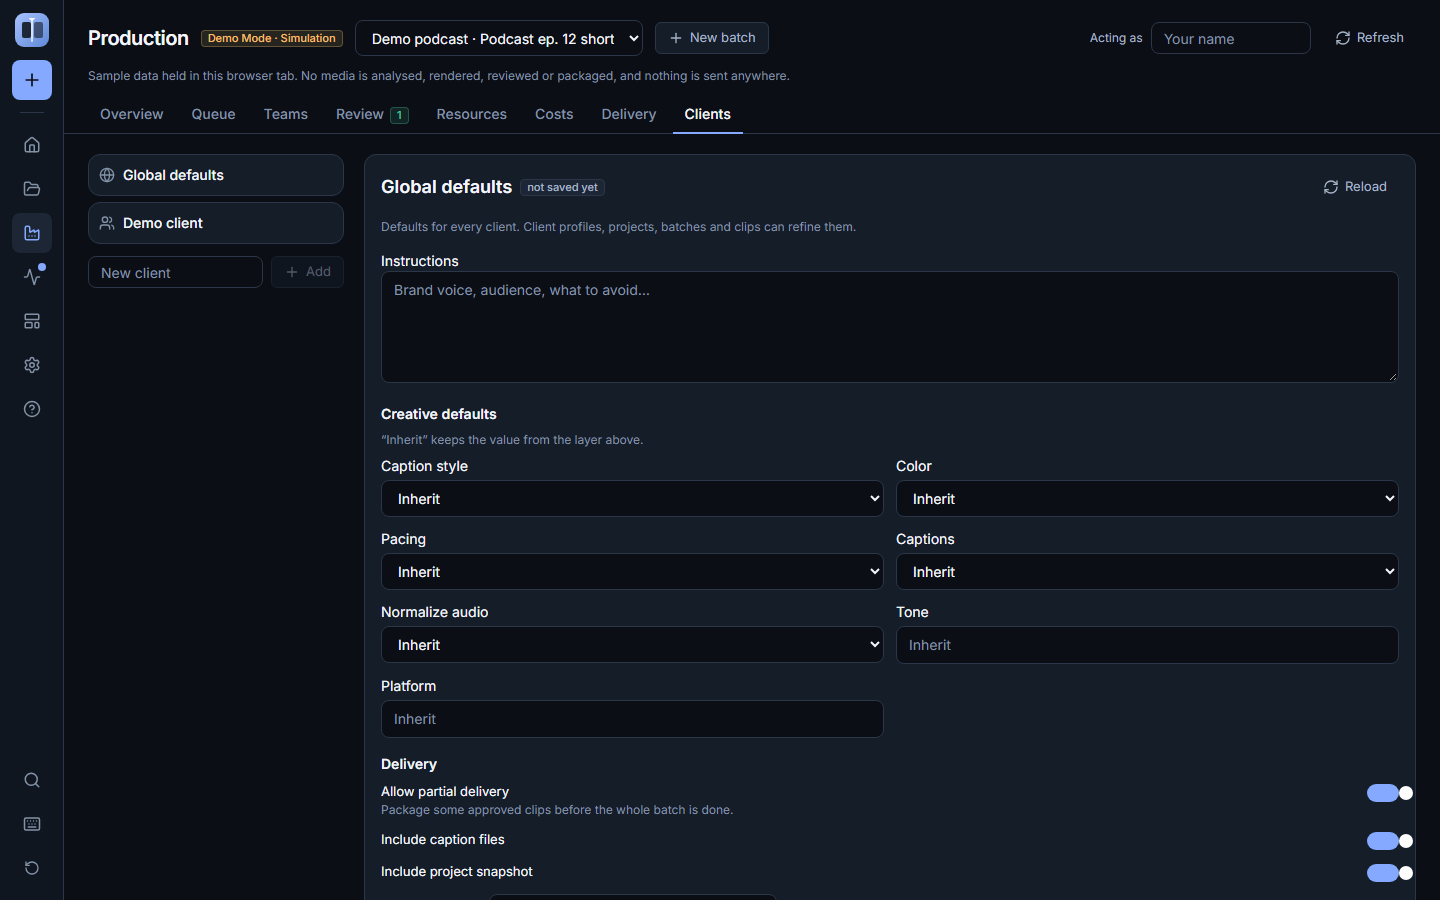 Production
Demo Mode · Simulation
Demo podcast · Podcast ep. 12 short
New batch
Acting as
Your name
Refresh
Sample data held in this browser tab. No media is analysed, rendered, reviewed or packaged, and nothing is sent anywhere.
Overview
Queue
Teams
Review 1
Resources
Costs
Delivery
Clients
Global defaults
Demo client
New client
Add
Global defaults
not saved yet
Reload
Defaults for every client. Client profiles, projects, batches and clips can refine them.
Instructions
Brand voice, audience, what to avoid...
Creative defaults
“Inherit” keeps the value from the layer above.
Caption style
Color
Inherit
Inherit
Pacing
Captions
Inherit
Inherit
Normalize audio
Tone
Inherit
Inherit
Platform
Inherit
Delivery
Allow partial delivery
Package some approved clips before the whole batch is done.
Include caption files
Include project snapshot